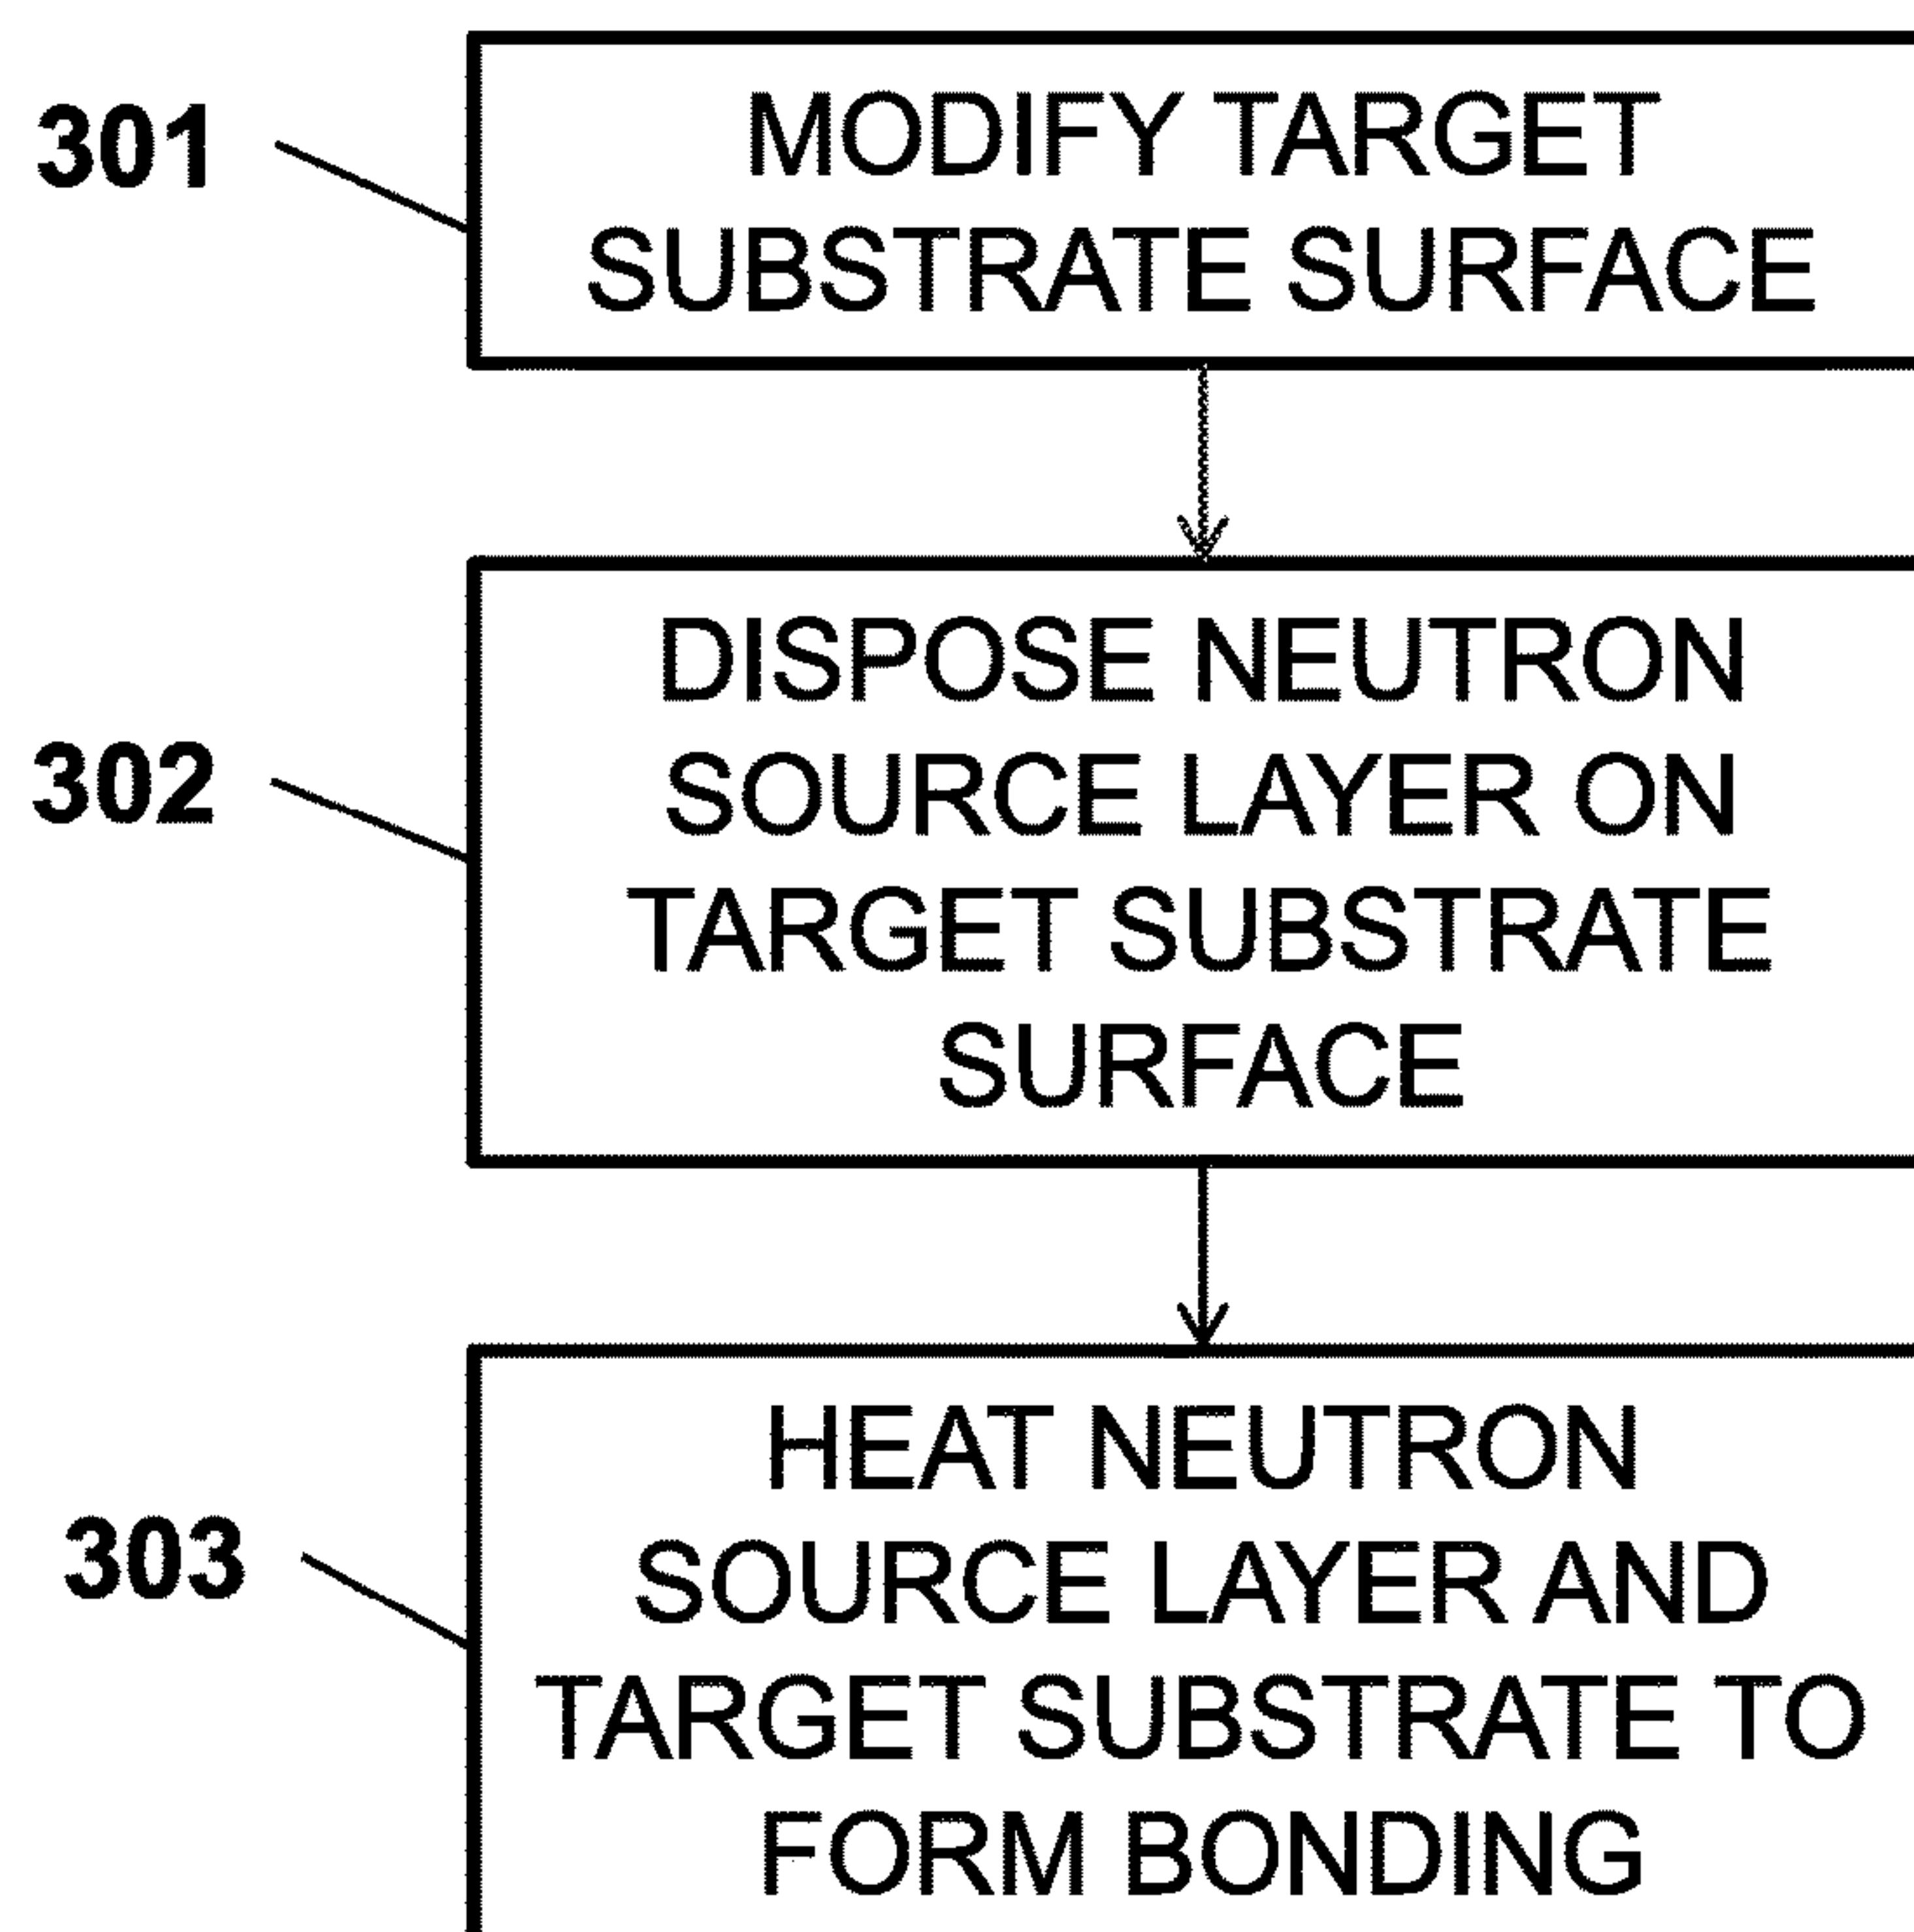 301
MODIFY TARGET
SUBSTRATE SURFACE
302
DISPOSE NEUTRON
SOURCE LAYER ON
TARGET SUBSTRATE
SURFACE
303
HEAT NEUTRON
SOURCE LAYER AND
TARGET SUBSTRATE TO
FORM BONDING